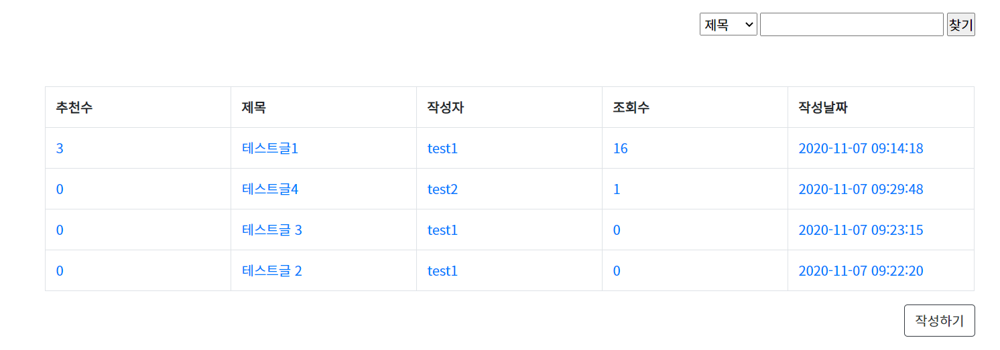 제목 찾기
추천수 제목 작성자 조회수 작성날짜
3 테스트글1 test1 16 2020-11-07 09:14:18
0 테스트글4 test2 1 2020-11-07 09:29:48
0 테스트글 3 test1 0 2020-11-07 09:23:15
0 테스트글 2 test1 0 2020-11-07 09:22:20
작성하기